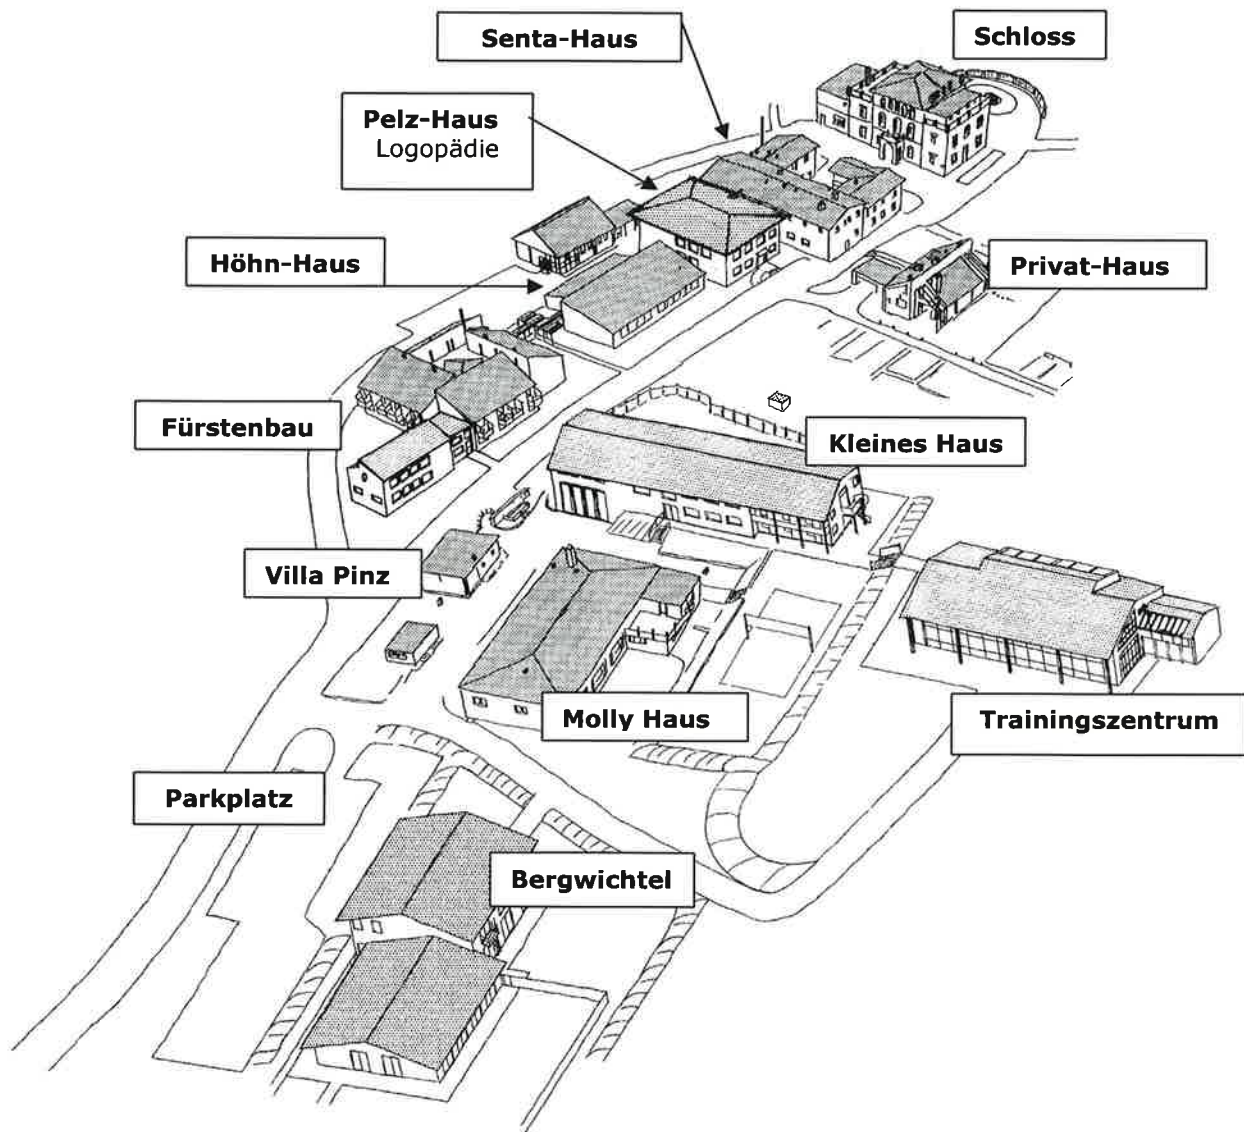 Senta-Haus
Schloss
Pelz-Haus
Logopädie
Höhn-Haus
Privat-Haus
Fürstenbau
Kleines Haus
Villa Pinz
Molly Haus
Trainingszentrum
Parkplatz
Bergwichtel